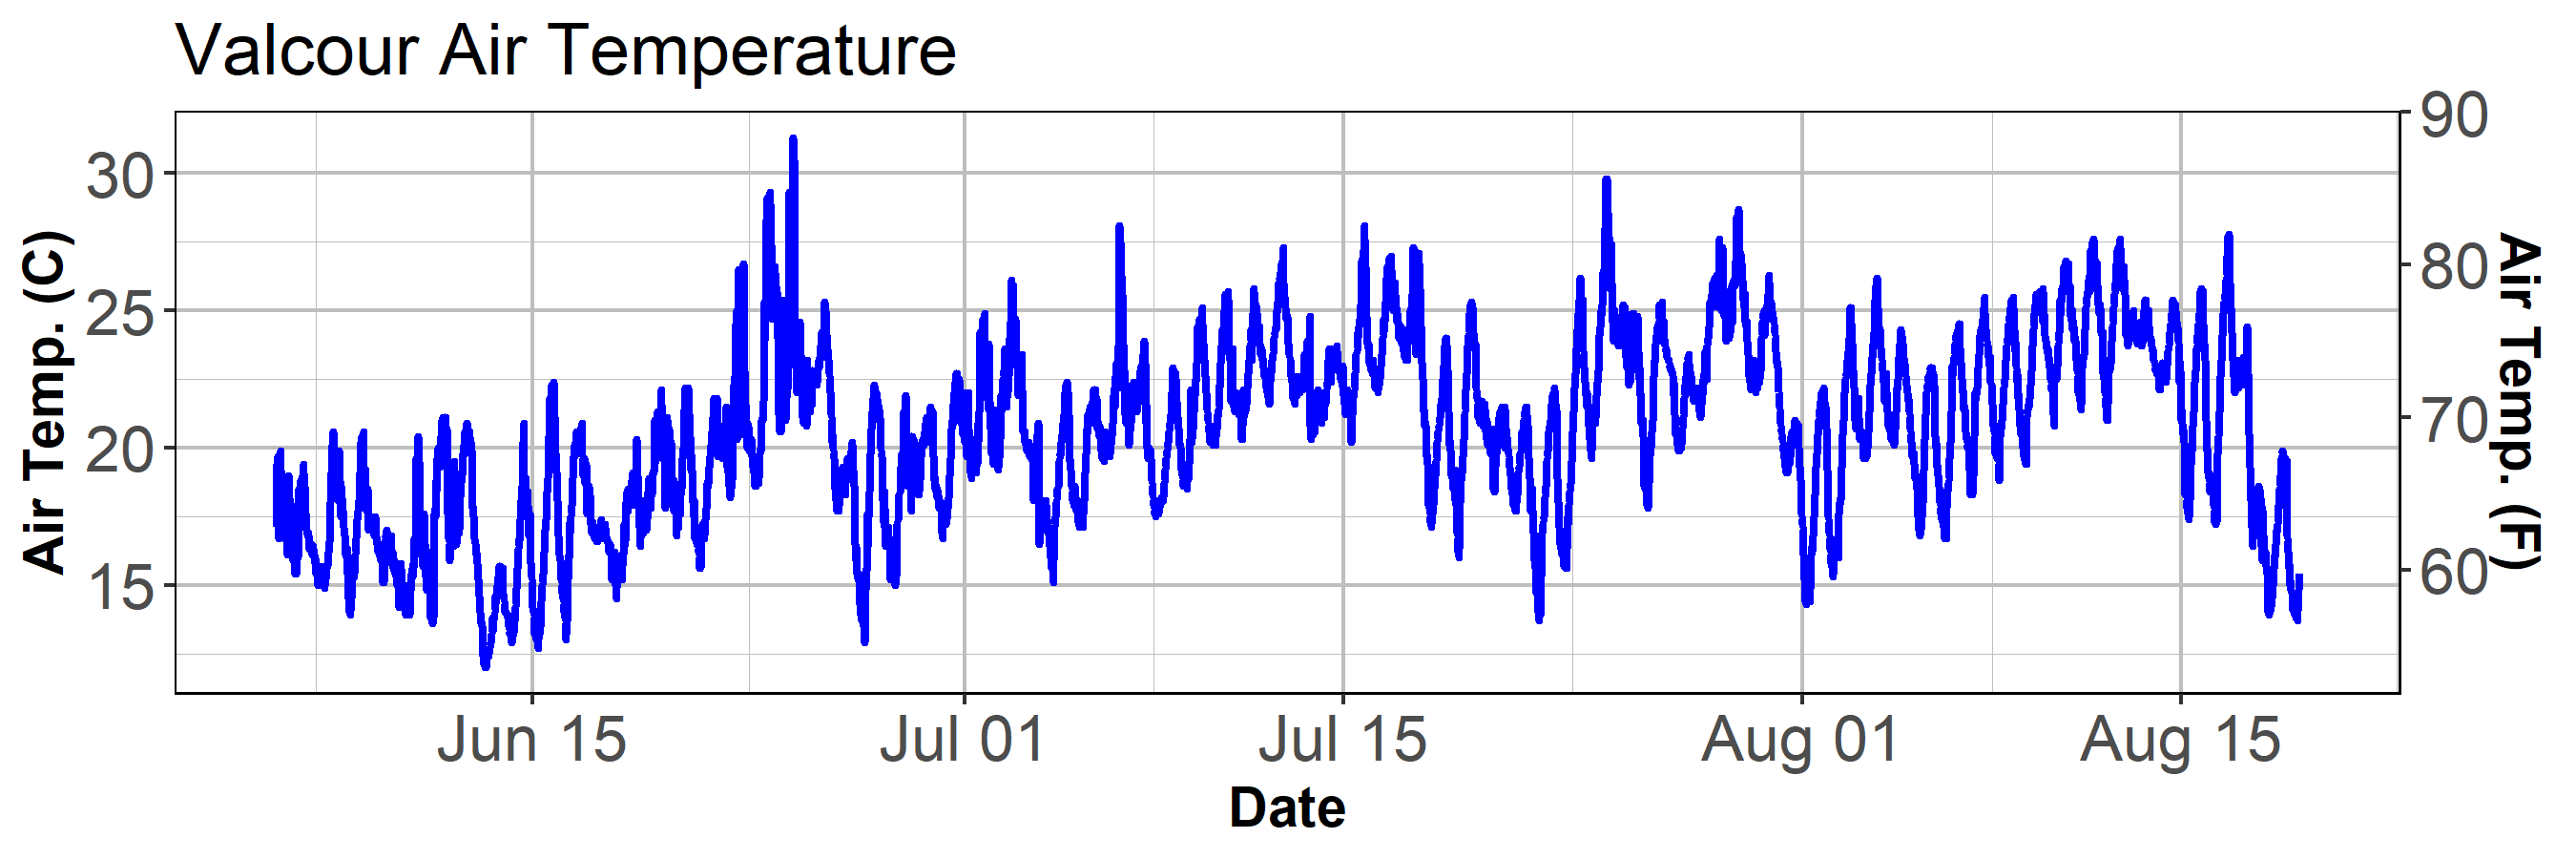 Valcour Air Temperature
Air Temp. (C)
30
25
20
15
90
80
70
60
Air Temp. (F)
Jun 15
Jul 01
Jul 15
Aug 01
Aug 15
Date